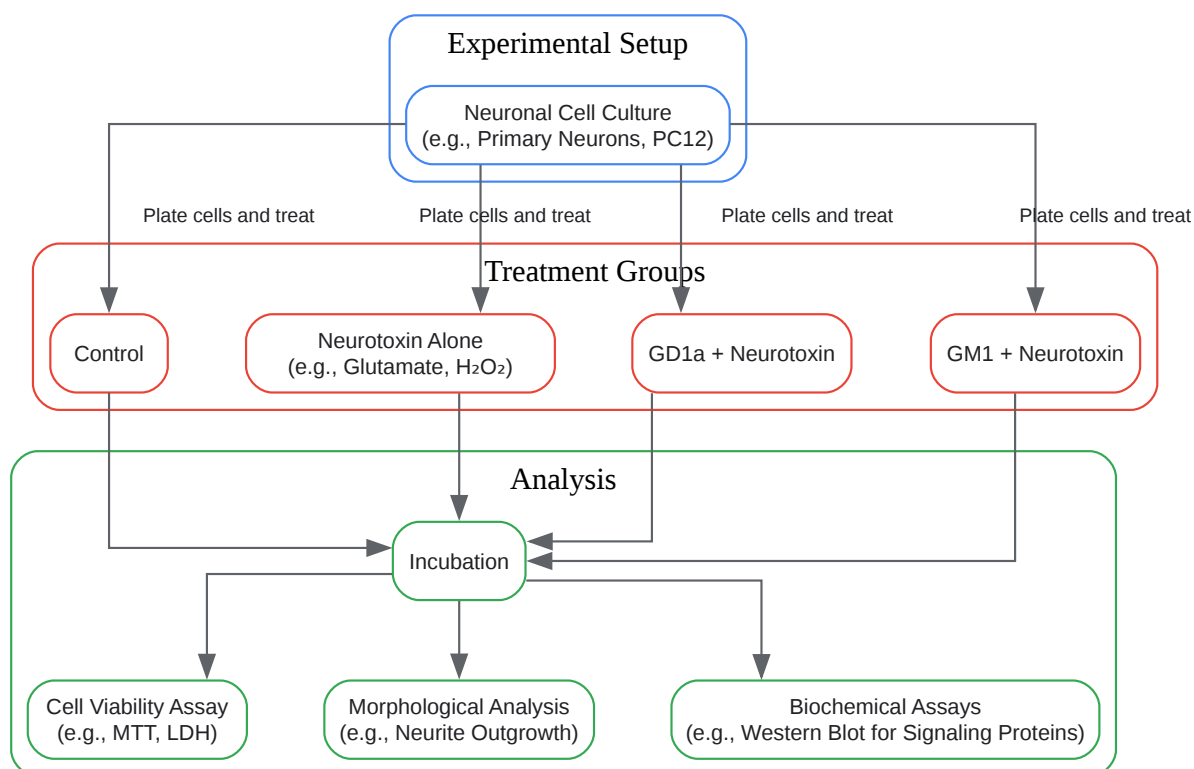 Experimental Setup
Neuronal Cell Culture
(e.g., Primary Neurons, PC12)
Plate cells and treat
Plate cells and treat
Plate cells and treat
Plate cells and treat
Treatment Groups
Control
Neurotoxin Alone
(e.g., Glutamate, H₂O₂)
GD1a + Neurotoxin
GM1 + Neurotoxin
Analysis
Incubation
Cell Viability Assay
(e.g., MTT, LDH)
Morphological Analysis
(e.g., Neurite Outgrowth)
Biochemical Assays
(e.g., Western Blot for Signaling Proteins)